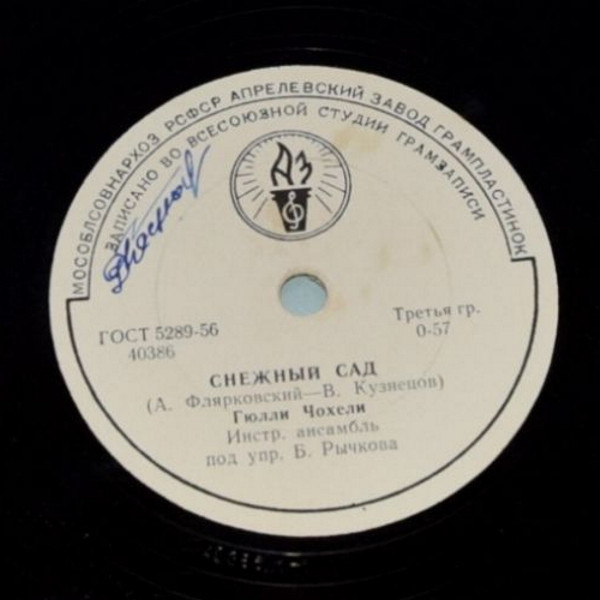 МОСОБЛСОВНАРХОЗ РСФСР АПРЕЛЕВСКИЙ ЗАВОД ГРАМПЛАСТИНОК
ЗАПИСАНО ВО ВСЕСОЮЗНОЙ СТУДИИ ГРАМЗАПИСИ
АЗ
ГОСТ 5289-56
40386
Третья гр.
0-57
СНЕЖНЫЙ САД
(А. Флярковский—В. Кузнецов)
Гюлли Чохели
Инстр. ансамбль
под упр. Б. Рычкова